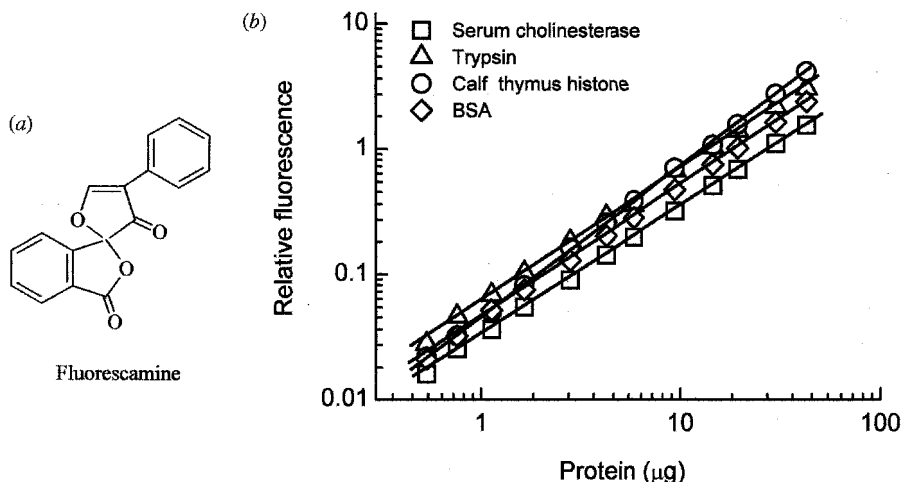 (a)
O
O
O
O
Fluorescamine
(b)
Serum cholinesterase
Trypsin
Calf thymus histone
BSA
Relative fluorescence
10
1
0.1
0.01
1
10
100
Protein (μg)